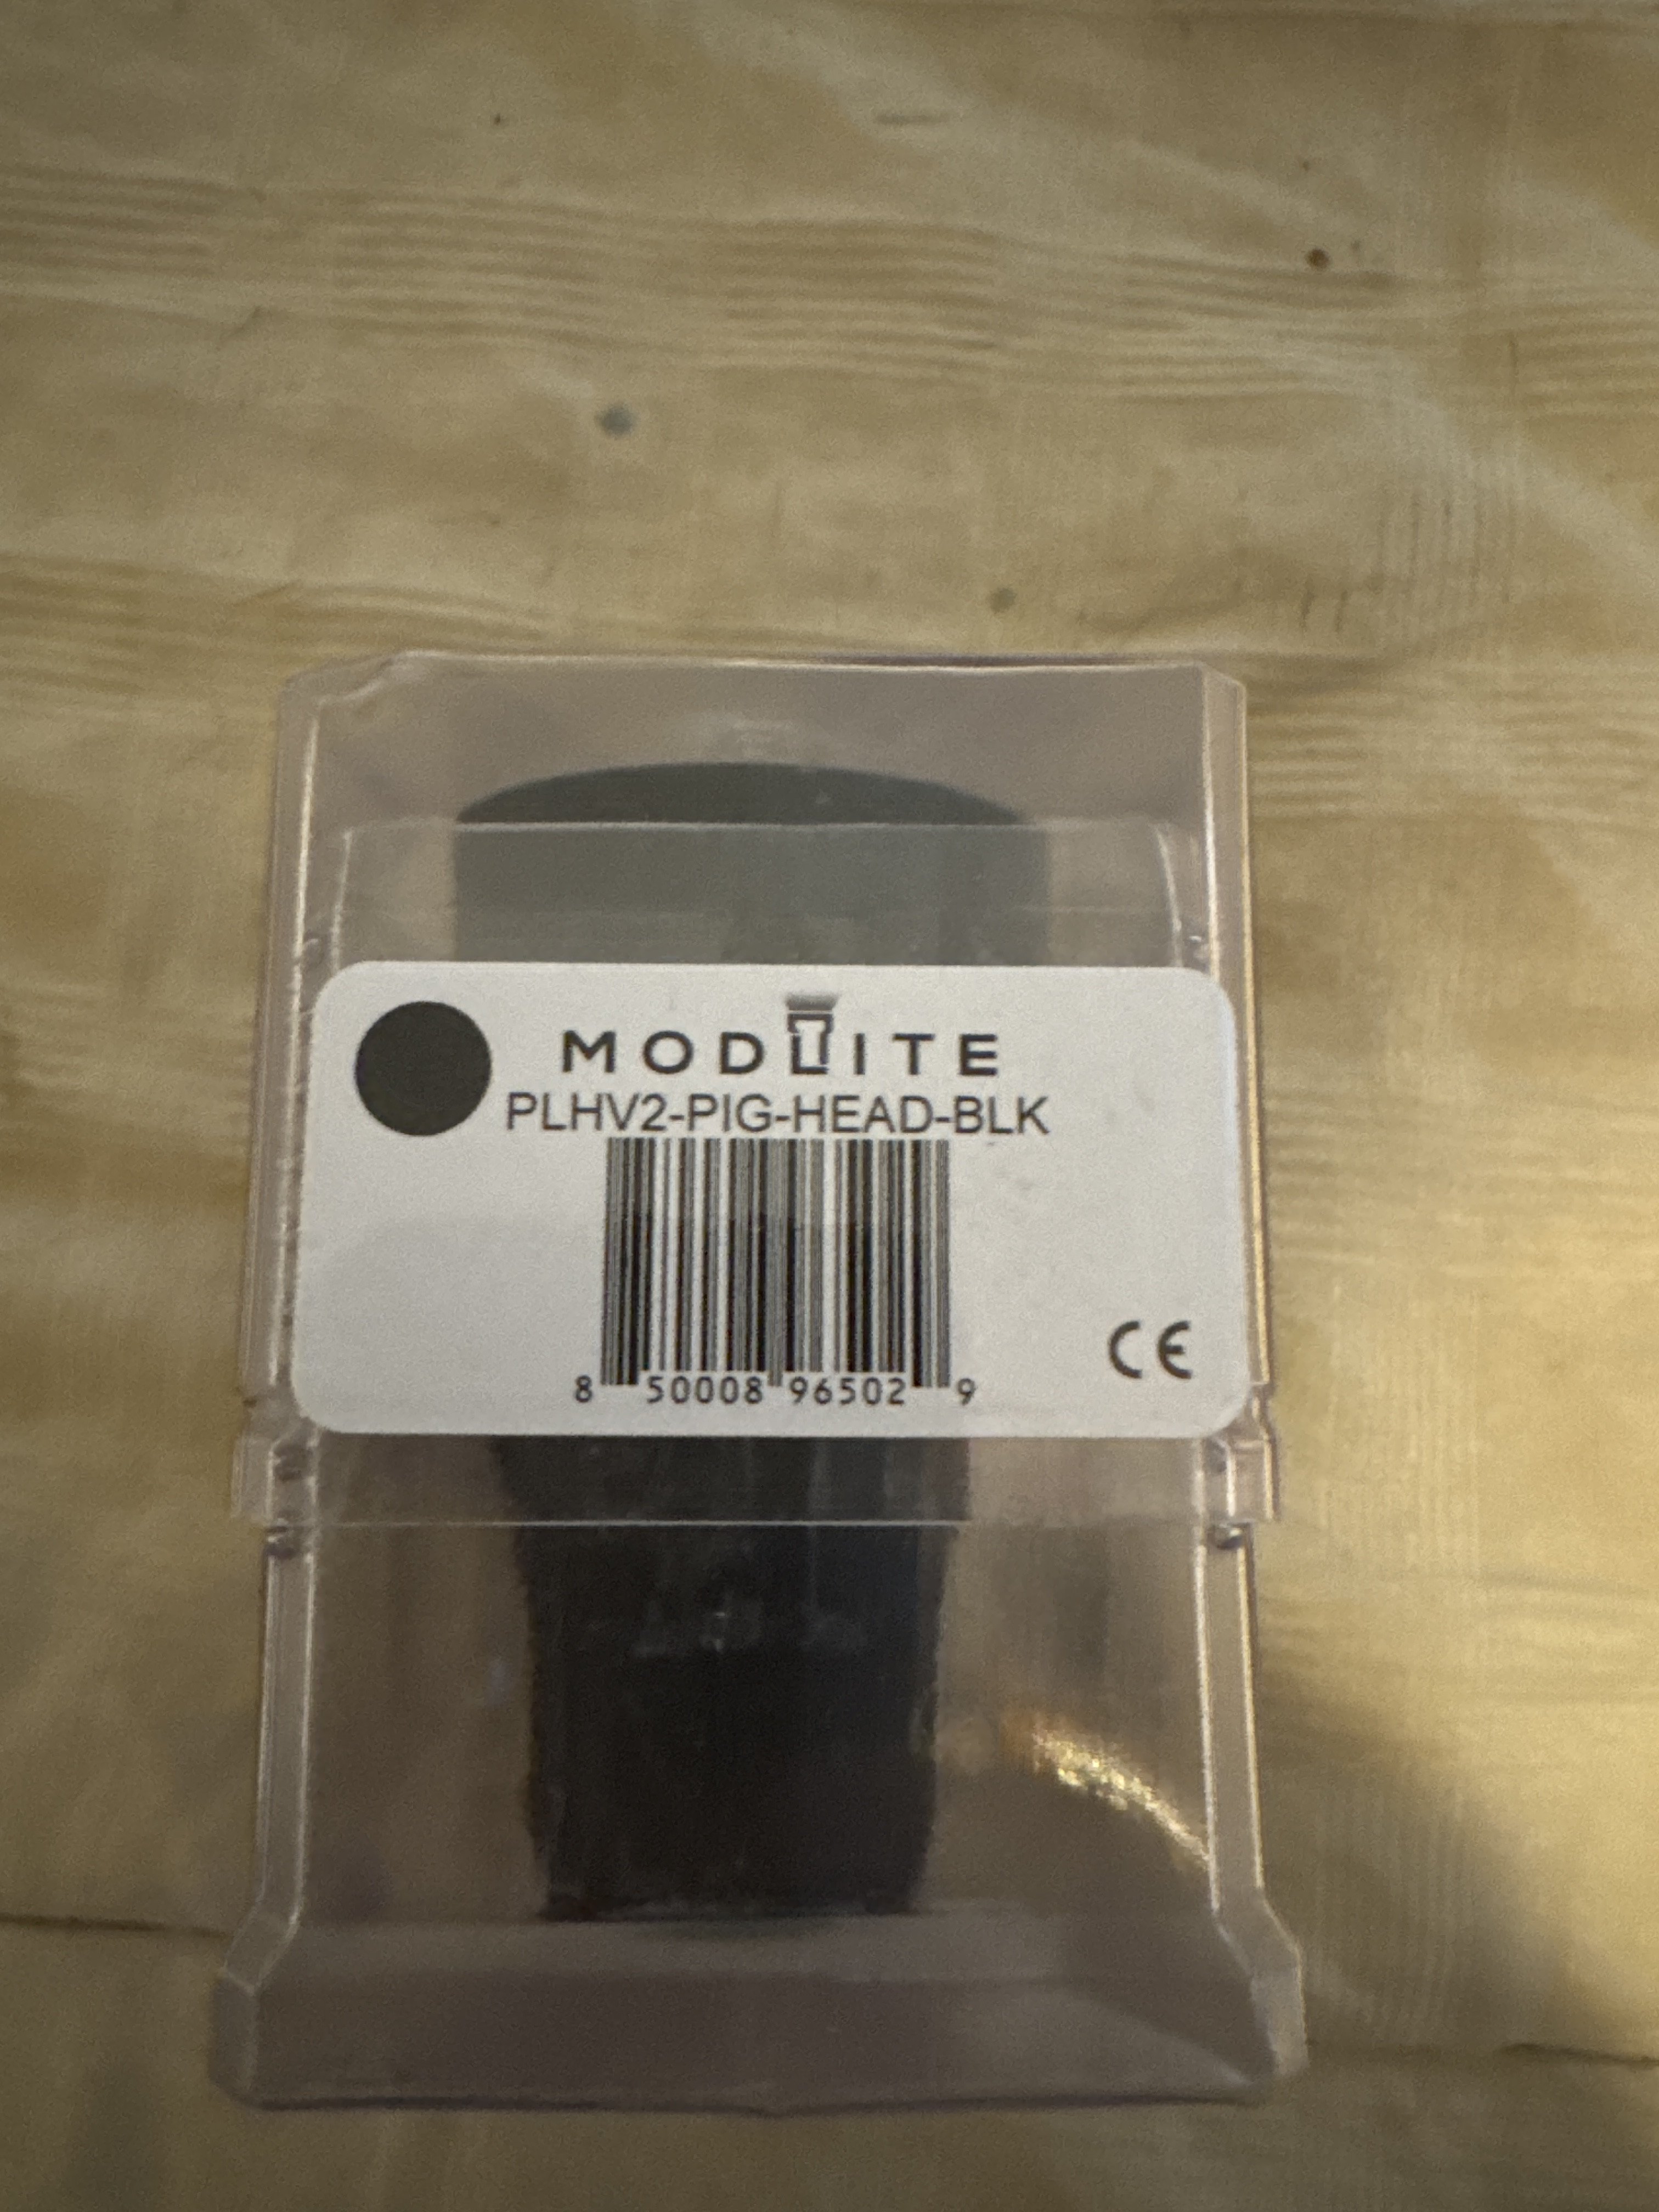 MODLITE
PLHV2-PIG-HEAD-BLK
8 50008 96502 9
CE